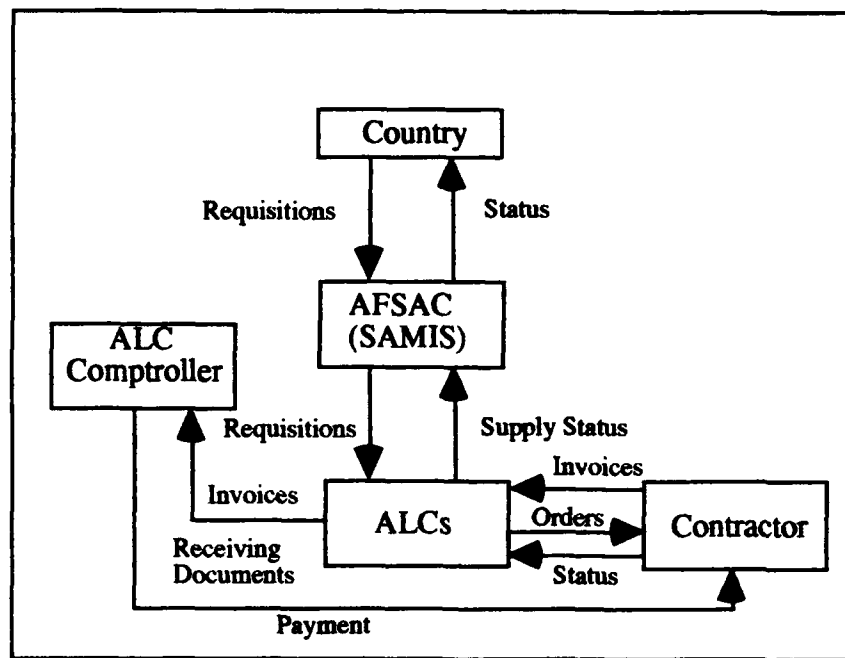 Country
Requisitions
Status
AFSAC
(SAMIS)
ALC
Comptroller
Requisitions
Supply Status
Invoices
Invoices
ALCs
Orders
Contractor
Receiving
Documents
Status
Payment